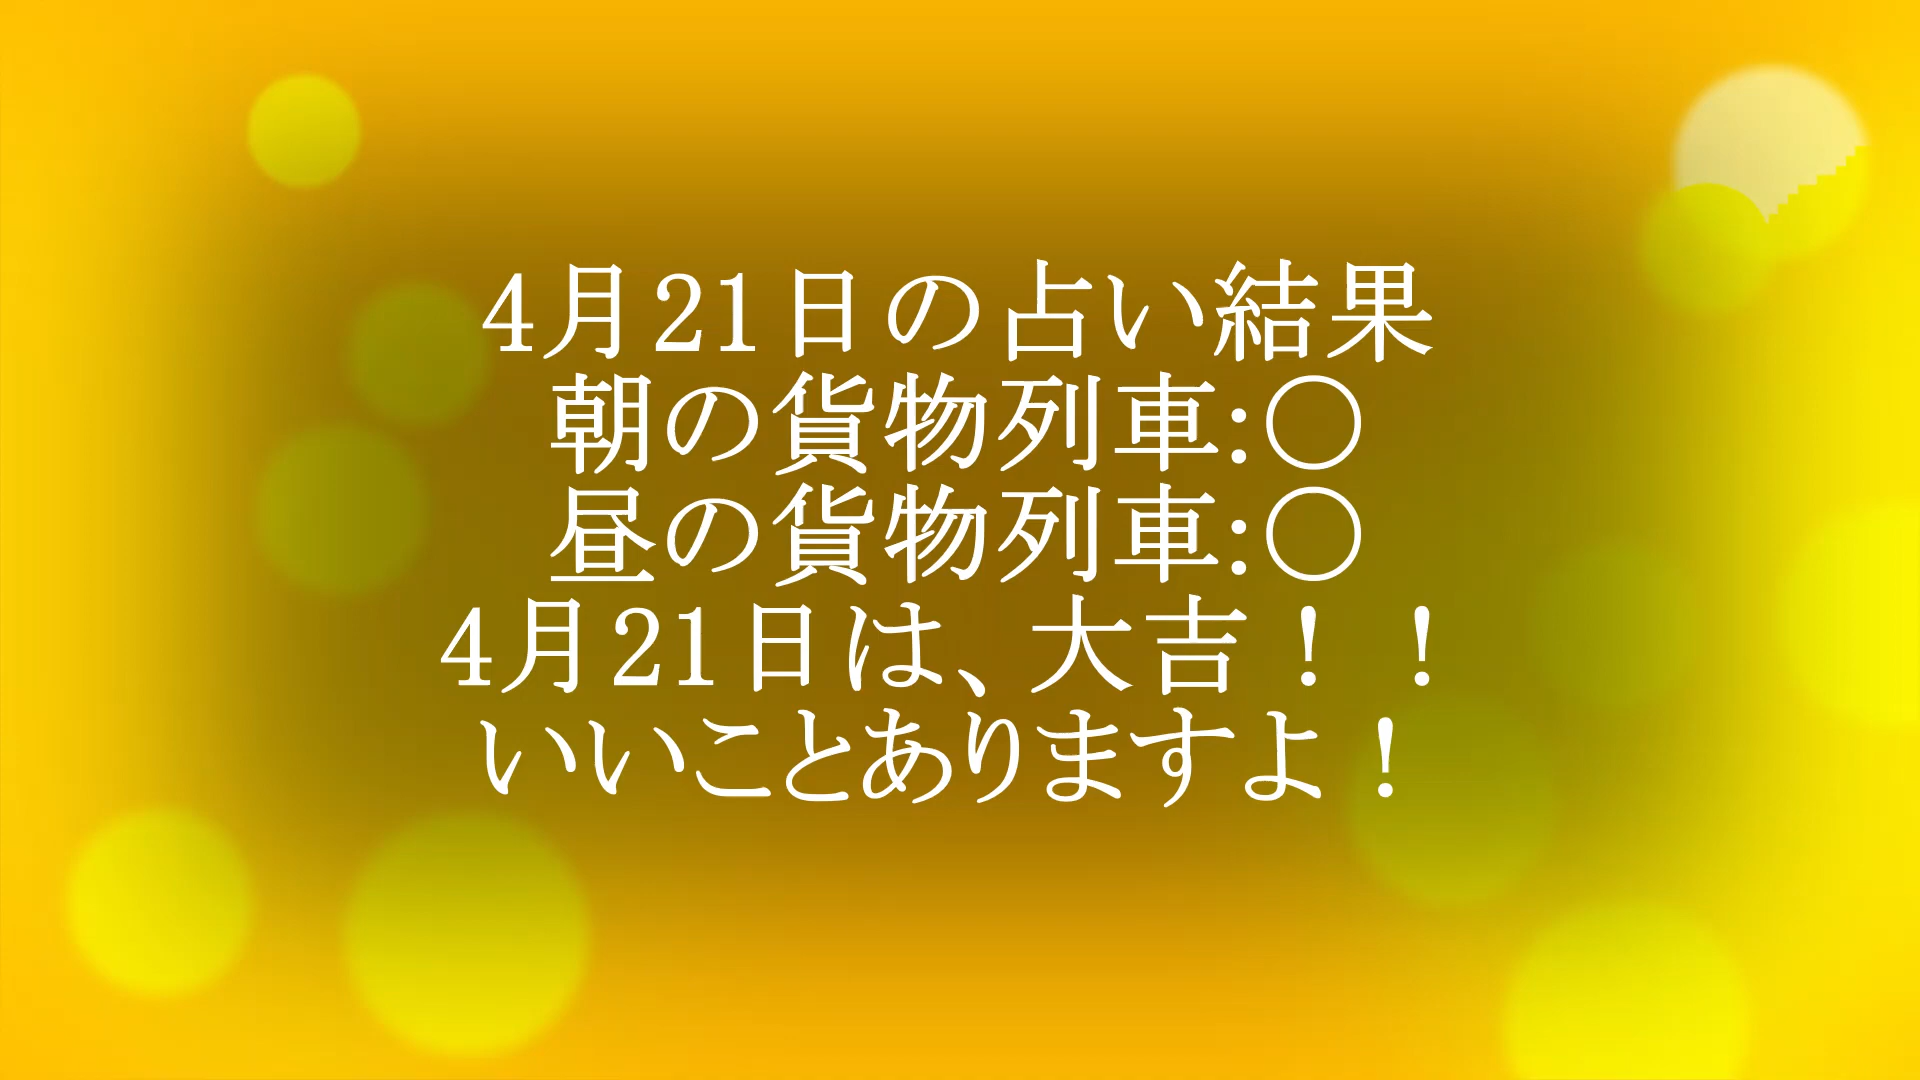 4月21日の占い結果
朝の貨物列車:○
昼の貨物列車:○
4月21日は、大吉！！
いいことありますよ！